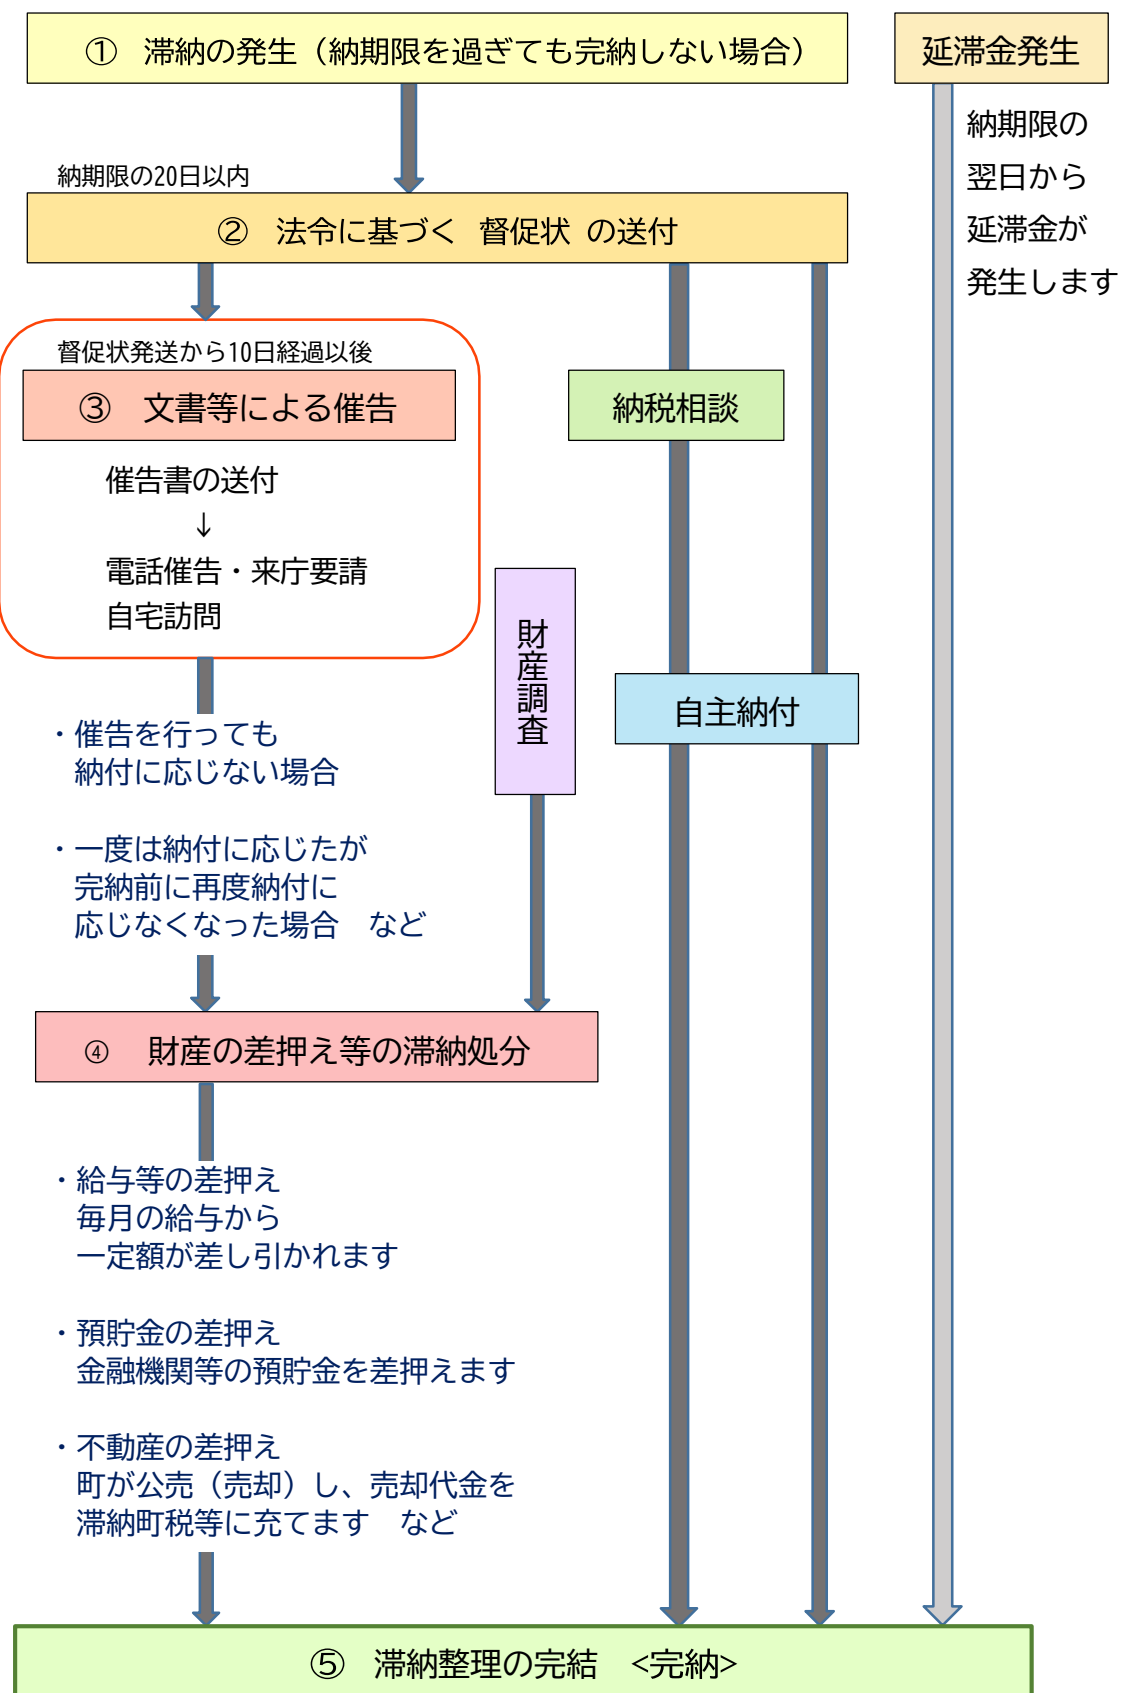 ① 滞納の発生（納期限を過ぎても完納しない場合）
延滞金発生
納期限の
翌日から
延滞金が
発生します
納期限の20日以内
② 法令に基づく 督促状 の送付
督促状発送から10日経過以後
③ 文書等による催告
催告書の送付
↓
電話催告・来庁要請
自宅訪問
納税相談
財産調査
自主納付
・催告を行っても
納付に応じない場合
・一度は納付に応じたが
完納前に再度納付に
応じなくなった場合 など
④ 財産の差押え等の滞納処分
・給与等の差押え
毎月の給与から
一定額が差し引かれます
・預貯金の差押え
金融機関等の預貯金を差押えます
・不動産の差押え
町が公売（売却）し、売却代金を
滞納町税等に充てます など
⑤ 滞納整理の完結 <完納>